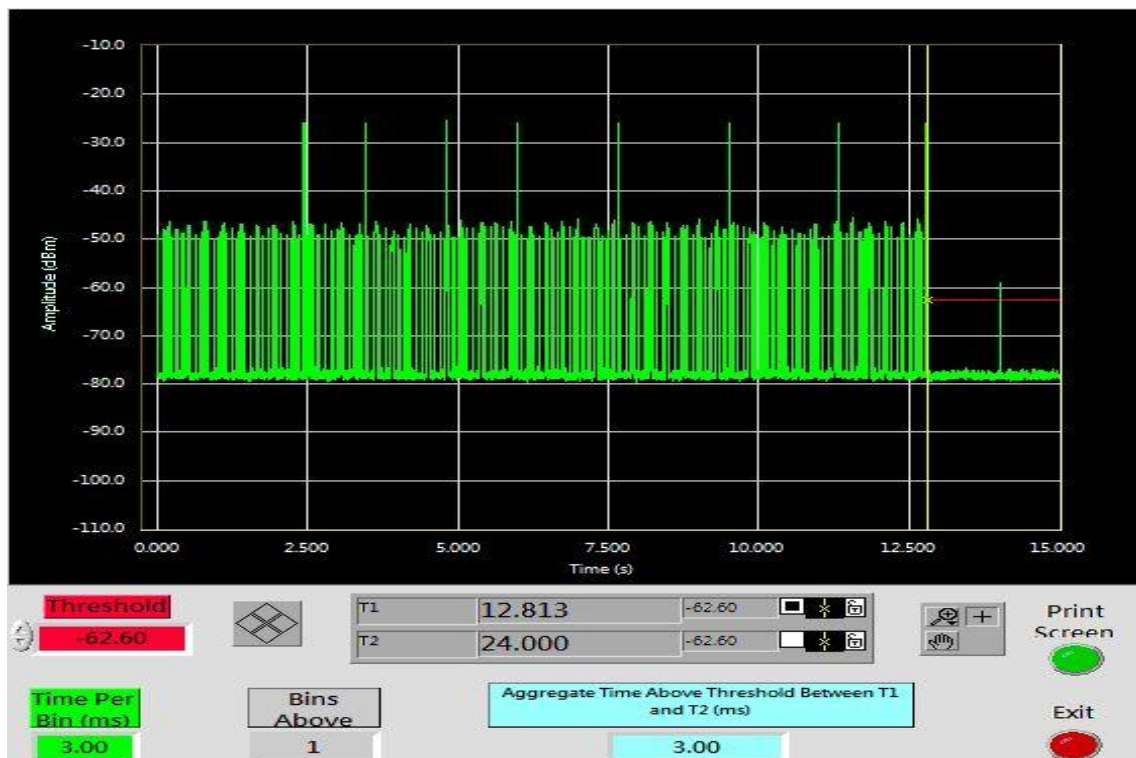 -10.0
-20.0
-30.0
-40.0
-50.0
-60.0
-70.0
-80.0
-90.0
-100.0
-110.0
Amplitude (dBm)
0.000 2.500 5.000 7.500 10.000 12.500 15.000
Time (s)
Threshold
-62.60
T1 12.813 -62.60
T2 24.000 -62.60
Print
Screen
Time Per
Bin (ms)
3.00
Bins
Above
1
Aggregate Time Above Threshold Between T1
and T2 (ms)
3.00
Exit